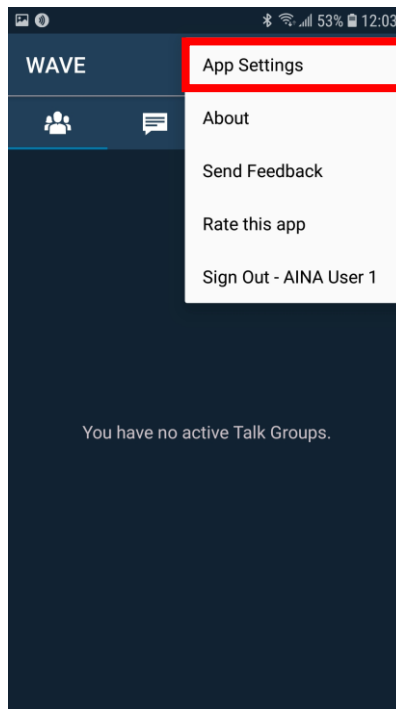 53% 12:03
WAVE
App Settings
About
Send Feedback
Rate this app
Sign Out - AINA User 1
You have no active Talk Groups.